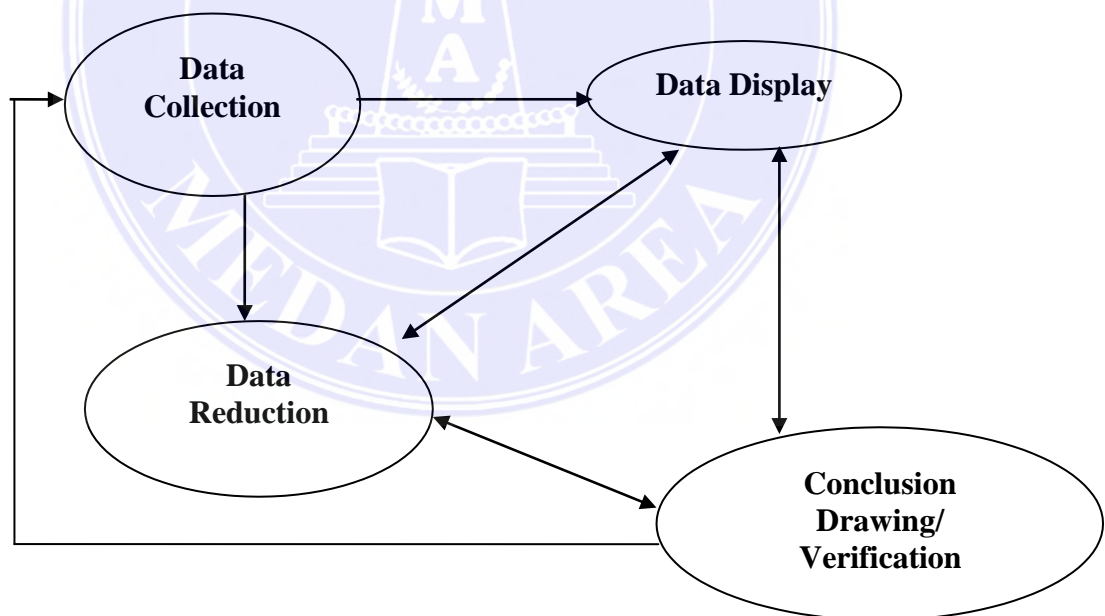 M
A
Data
Collection
Data Display
MEDAN AREA
Data
Reduction
Conclusion
Drawing/
Verification